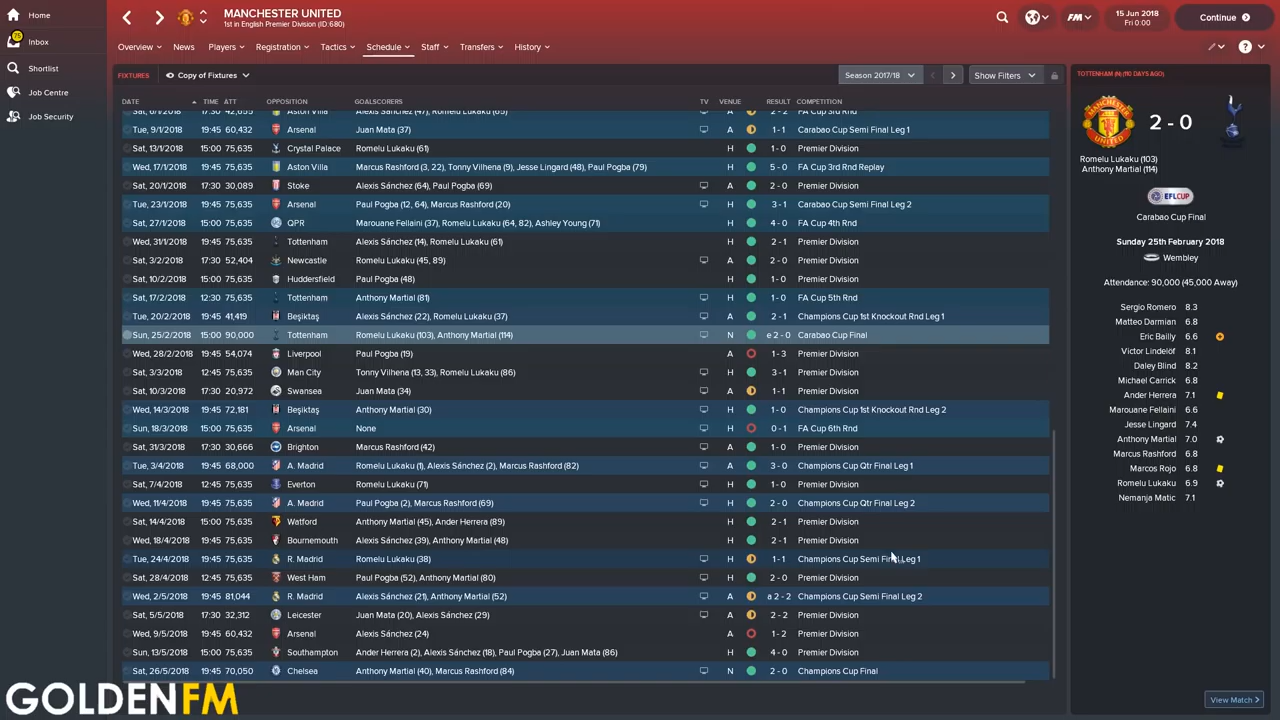 Home
75
Inbox
Shortlist
Job Centre
Job Security
MANCHESTER UNITED
1st in English Premier Division (ID:680)
FM
15 Jun 2018
Fri 0:00
Continue
Overview News Players Registration Tactics Schedule Staff Teams Transfers History
FIXTURES Copy of Fixtures Season 2017/18 Show Filters
DATE TIME ATT OPPOSITION GOALSCORERS TV VENUE RESULT COMPETITION
Sat, 6/1/2018 17:30 42,655 Aston Villa Alexis Sánchez (47), Romelu Lukaku (65) A 2 - 2 FA Cup 3rd Rnd
Tue, 9/1/2018 19:45 60,432 Arsenal Juan Mata (37) A 1 - 1 Carabao Cup Semi Final Leg 1
Sat, 13/1/2018 15:00 75,635 Crystal Palace Romelu Lukaku (61) H 1 - 0 Premier Division
Wed, 17/1/2018 19:45 75,635 Aston Villa Marcus Rashford (3, 22), Tonny Vilhena (9), Jesse Lingard (48), Paul Pogba (79) H 5 - 0 FA Cup 3rd Rnd Replay
Sat, 20/1/2018 17:30 30,089 Stoke Alexis Sánchez (64), Paul Pogba (69) A 2 - 0 Premier Division
Tue, 23/1/2018 19:45 75,635 Arsenal Paul Pogba (12, 64), Marcus Rashford (20) H 3 - 1 Carabao Cup Semi Final Leg 2
Sat, 27/1/2018 15:00 75,635 QPR Marouane Fellaini (37), Romelu Lukaku (64, 82), Ashley Young (71) H 4 - 0 FA Cup 4th Rnd
Wed, 31/1/2018 19:45 75,635 Tottenham Alexis Sánchez (14), Romelu Lukaku (61) H 2 - 1 Premier Division
Sat, 3/2/2018 17:30 52,404 Newcastle Romelu Lukaku (45, 89) A 2 - 0 Premier Division
Sat, 10/2/2018 15:00 75,635 Huddersfield Paul Pogba (48) H 1 - 0 Premier Division
Sat, 17/2/2018 12:30 75,635 Tottenham Anthony Martial (81) H 1 - 0 FA Cup 5th Rnd
Tue, 20/2/2018 19:45 41,419 Beşiktaş Alexis Sánchez (22), Romelu Lukaku (37) A 2 - 1 Champions Cup 1st Knockout Rnd Leg 1
Sun, 25/2/2018 15:00 90,000 Tottenham Romelu Lukaku (103), Anthony Martial (114) N e 2 - 0 Carabao Cup Final
Wed, 28/2/2018 19:45 54,074 Liverpool Paul Pogba (19) A 1 - 3 Premier Division
Sat, 3/3/2018 12:45 75,635 Man City Tonny Vilhena (13, 33), Romelu Lukaku (86) H 3 - 1 Premier Division
Sat, 10/3/2018 17:30 20,972 Swansea Juan Mata (34) A 1 - 1 Premier Division
Wed, 14/3/2018 19:45 72,181 Beşiktaş Anthony Martial (30) H 1 - 0 Champions Cup 1st Knockout Rnd Leg 2
Sun, 18/3/2018 15:00 75,635 Arsenal None H 0 - 1 FA Cup 6th Rnd
Sat, 31/3/2018 17:30 30,666 Brighton Marcus Rashford (42) A 1 - 0 Premier Division
Tue, 3/4/2018 19:45 68,000 A. Madrid Romelu Lukaku (1), Alexis Sánchez (2), Marcus Rashford (82) A 3 - 0 Champions Cup Qtr Final Leg 1
Sat, 7/4/2018 12:45 75,635 Everton Romelu Lukaku (71) H 1 - 0 Premier Division
Wed, 11/4/2018 19:45 75,635 A. Madrid Paul Pogba (2), Marcus Rashford (69) H 2 - 0 Champions Cup Qtr Final Leg 2
Sat, 14/4/2018 15:00 75,635 Watford Anthony Martial (45), Ander Herrera (89) H 2 - 1 Premier Division
Wed, 18/4/2018 19:45 75,635 Bournemouth Alexis Sánchez (39), Anthony Martial (48) H 2 - 1 Premier Division
Tue, 24/4/2018 19:45 75,635 R. Madrid Romelu Lukaku (38) H 1 - 1 Champions Cup Semi Final Leg 1
Sat, 28/4/2018 12:45 75,635 West Ham Paul Pogba (52), Anthony Martial (80) H 2 - 0 Premier Division
Wed, 2/5/2018 19:45 81,044 R. Madrid Alexis Sánchez (21), Anthony Martial (52) A a 2 - 2 Champions Cup Semi Final Leg 2
Sat, 5/5/2018 17:30 32,312 Leicester Juan Mata (20), Alexis Sánchez (29) A 2 - 2 Premier Division
Wed, 9/5/2018 19:45 60,432 Arsenal Alexis Sánchez (24) A 1 - 2 Premier Division
Sun, 13/5/2018 15:00 75,635 Southampton Ander Herrera (2), Alexis Sánchez (18), Paul Pogba (27), Juan Mata (86) H 4 - 0 Premier Division
Sat, 26/5/2018 19:45 70,050 Chelsea Anthony Martial (40), Marcus Rashford (84) N 2 - 0 Champions Cup Final
TOTTENHAM (N) (110 DAYS AGO)
2 - 0
Romelu Lukaku (103)
Anthony Martial (114)
EFL CUP
Carabao Cup Final
Sunday 25th February 2018
Wembley
Attendance: 90,000 (45,000 Away)
Sergio Romero 8.3
Matteo Darmian 6.8
Eric Bailly 6.6
Victor Lindelöf 8.1
Daley Blind 8.2
Michael Carrick 6.8
Ander Herrera 7.1
Marouane Fellaini 6.6
Jesse Lingard 7.4
Anthony Martial 7.0
Marcus Rashford 6.8
Marcos Rojo 6.8
Romelu Lukaku 6.9
Nemanja Matic 7.1
View Match
GOLDENFM